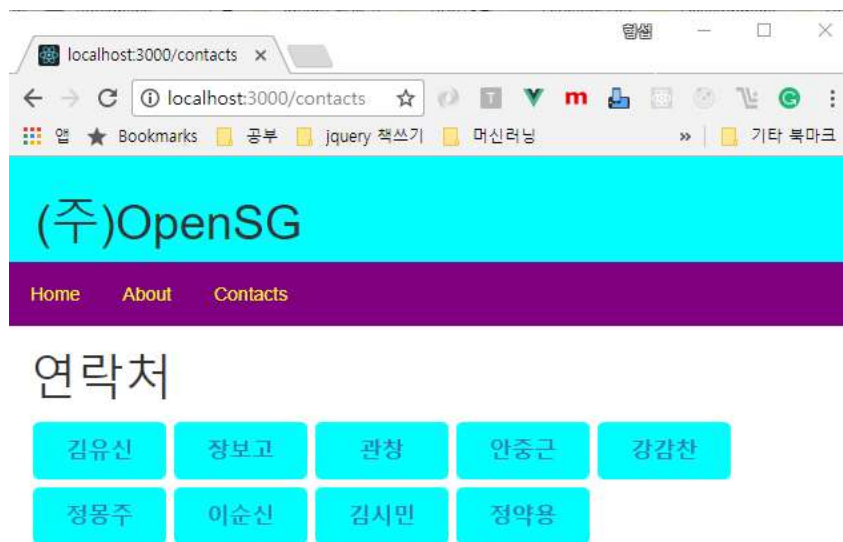 협섭
localhost:3000/contacts
localhost:3000/contacts
앱 Bookmarks 공부 jquery 책쓰기 머신러닝 » 기타 북마크
(주)OpenSG
Home About Contacts
연락처
김유신 장보고 관창 안중근 강감찬
정몽주 이순신 김시민 정약용